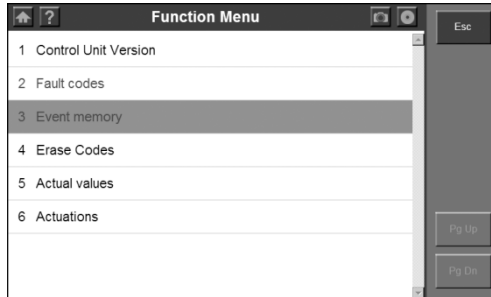 ? Function Menu Esc
1 Control Unit Version
2 Fault codes
3 Event memory
4 Erase Codes
5 Actual values
6 Actuations
Pg Up
Pg Dn